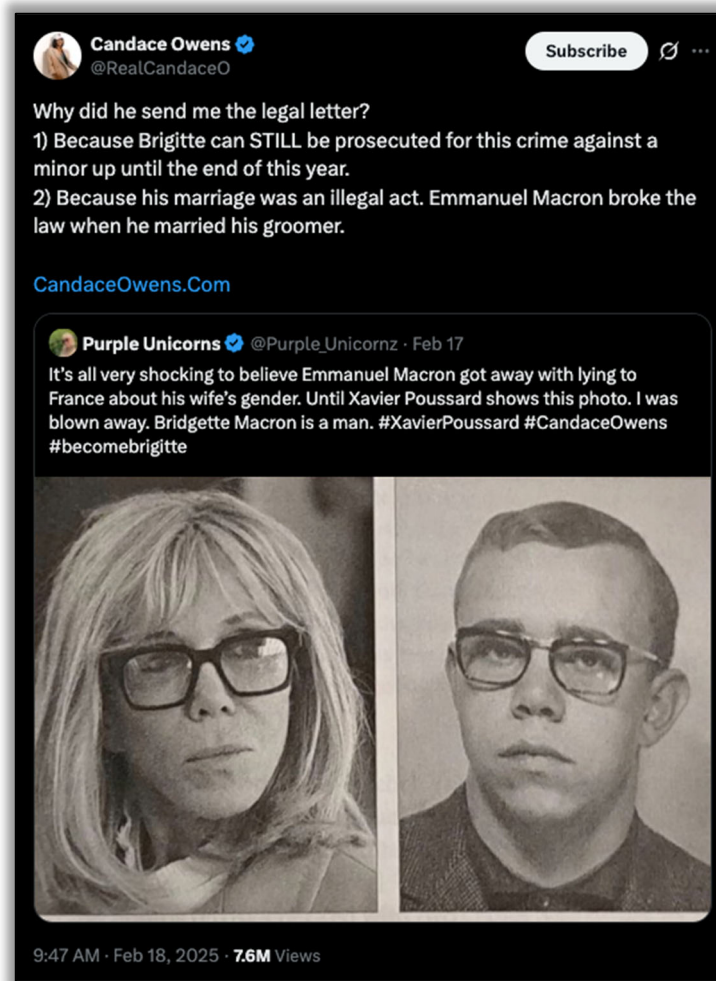 Candace Owens
Subscribe
@RealCandaceO
Why did he send me the legal letter?
1) Because Brigitte can STILL be prosecuted for this crime against a
minor up until the end of this year.
2) Because his marriage was an illegal act. Emmanuel Macron broke the
law when he married his groomer.
CandaceOwens.Com
Purple Unicorns @Purple_Unicornz · Feb 17
It's all very shocking to believe Emmanuel Macron got away with lying to
France about his wife's gender. Until Xavier Poussard shows this photo. I was
blown away. Bridgette Macron is a man. #XavierPoussard #CandaceOwens
#becomebrigitte
9:47 AM · Feb 18, 2025 · 7.6M Views